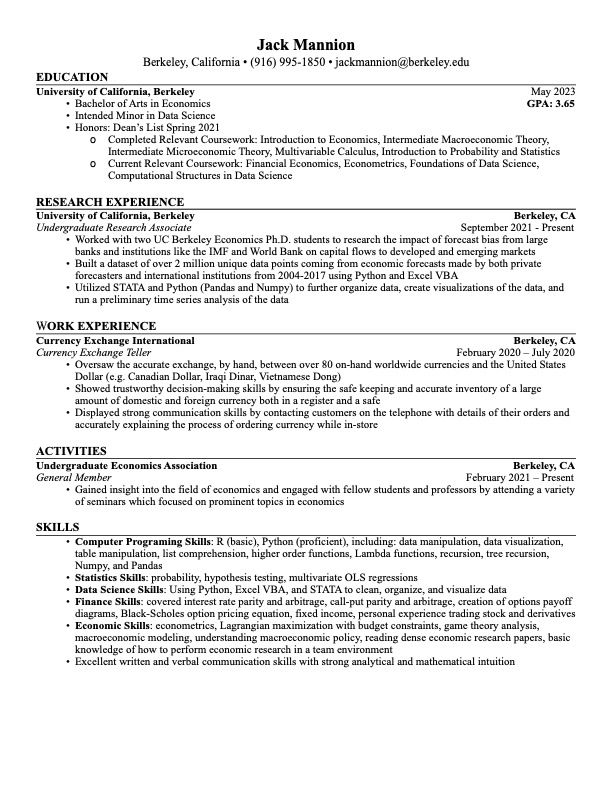 Jack Mannion
Berkeley, California • (916) 995-1850 • jackmannion@berkeley.edu
EDUCATION
University of California, Berkeley May 2023
• Bachelor of Arts in Economics GPA: 3.65
• Intended Minor in Data Science
• Honors: Dean's List Spring 2021
o Completed Relevant Coursework: Introduction to Economics, Intermediate Macroeconomic Theory,
Intermediate Microeconomic Theory, Multivariable Calculus, Introduction to Probability and Statistics
o Current Relevant Coursework: Financial Economics, Econometrics, Foundations of Data Science,
Computational Structures in Data Science
RESEARCH EXPERIENCE
University of California, Berkeley Berkeley, CA
Undergraduate Research Associate September 2021 - Present
• Worked with two UC Berkeley Economics Ph.D. students to research the impact of forecast bias from large
banks and institutions like the IMF and World Bank on capital flows to developed and emerging markets
• Built a dataset of over 2 million unique data points coming from economic forecasts made by both private
forecasters and international institutions from 2004-2017 using Python and Excel VBA
• Utilized STATA and Python (Pandas and Numpy) to further organize data, create visualizations of the data, and
run a preliminary time series analysis of the data
WORK EXPERIENCE
Currency Exchange International Berkeley, CA
Currency Exchange Teller February 2020 – July 2020
• Oversaw the accurate exchange, by hand, between over 80 on-hand worldwide currencies and the United States
Dollar (e.g. Canadian Dollar, Iraqi Dinar, Vietnamese Dong)
• Showed trustworthy decision-making skills by ensuring the safe keeping and accurate inventory of a large
amount of domestic and foreign currency both in a register and a safe
• Displayed strong communication skills by contacting customers on the telephone with details of their orders and
accurately explaining the process of ordering currency while in-store
ACTIVITIES
Undergraduate Economics Association Berkeley, CA
General Member February 2021 – Present
• Gained insight into the field of economics and engaged with fellow students and professors by attending a variety
of seminars which focused on prominent topics in economics
SKILLS
• Computer Programing Skills: R (basic), Python (proficient), including: data manipulation, data visualization,
table manipulation, list comprehension, higher order functions, Lambda functions, recursion, tree recursion,
Numpy, and Pandas
• Statistics Skills: probability, hypothesis testing, multivariate OLS regressions
• Data Science Skills: Using Python, Excel VBA, and STATA to clean, organize, and visualize data
• Finance Skills: covered interest rate parity and arbitrage, call-put parity and arbitrage, creation of options payoff
diagrams, Black-Scholes option pricing equation, fixed income, personal experience trading stock and derivatives
• Economic Skills: econometrics, Lagrangian maximization with budget constraints, game theory analysis,
macroeconomic modeling, understanding macroeconomic policy, reading dense economic research papers, basic
knowledge of how to perform economic research in a team environment
• Excellent written and verbal communication skills with strong analytical and mathematical intuition